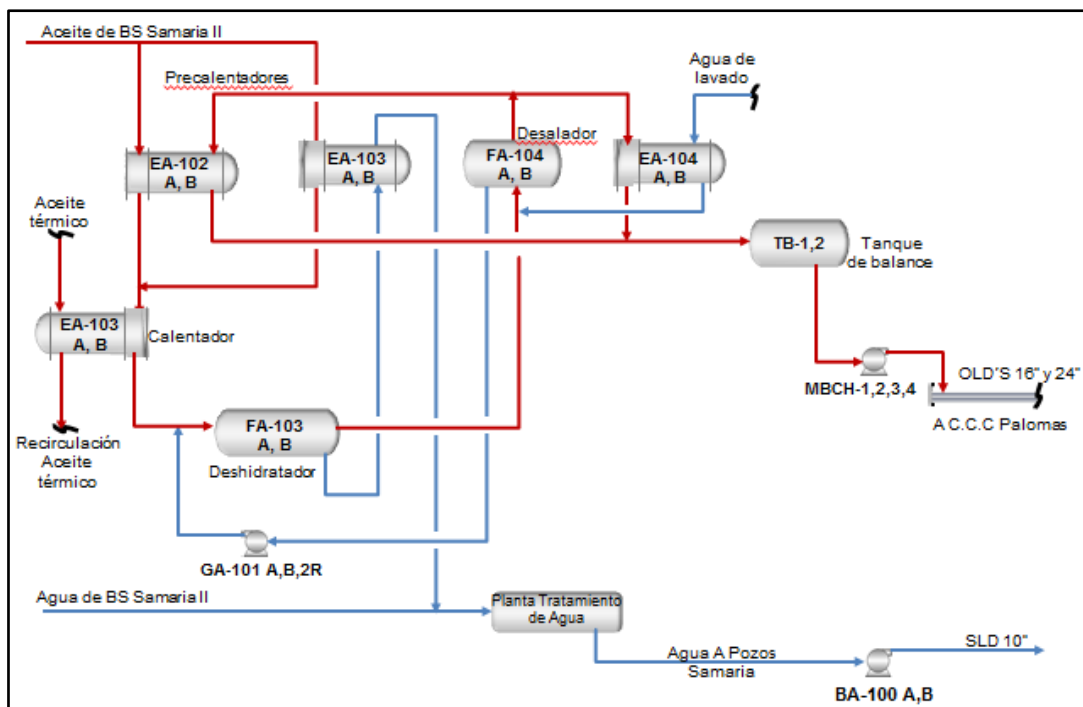 Aceite de BS Samaria II
Precalentadores
Agua de
lavado
Desalador
EA-102
A, B
EA-103
A, B
FA-104
A, B
EA-104
A, B
Aceite
térmico
TB-1,2
Tanque
de balance
EA-103
A, B
Calentador
MBCH-1,2,3,4
OLD'S 16" y 24"
A C.C.C Palomas
Recirculación
Aceite
térmico
FA-103
A, B
Deshidratador
GA-101 A,B,2R
Agua de BS Samaria II
Planta Tratamiento
de Agua
Agua A Pozos
Samaria
SLD 10"
BA-100 A,B